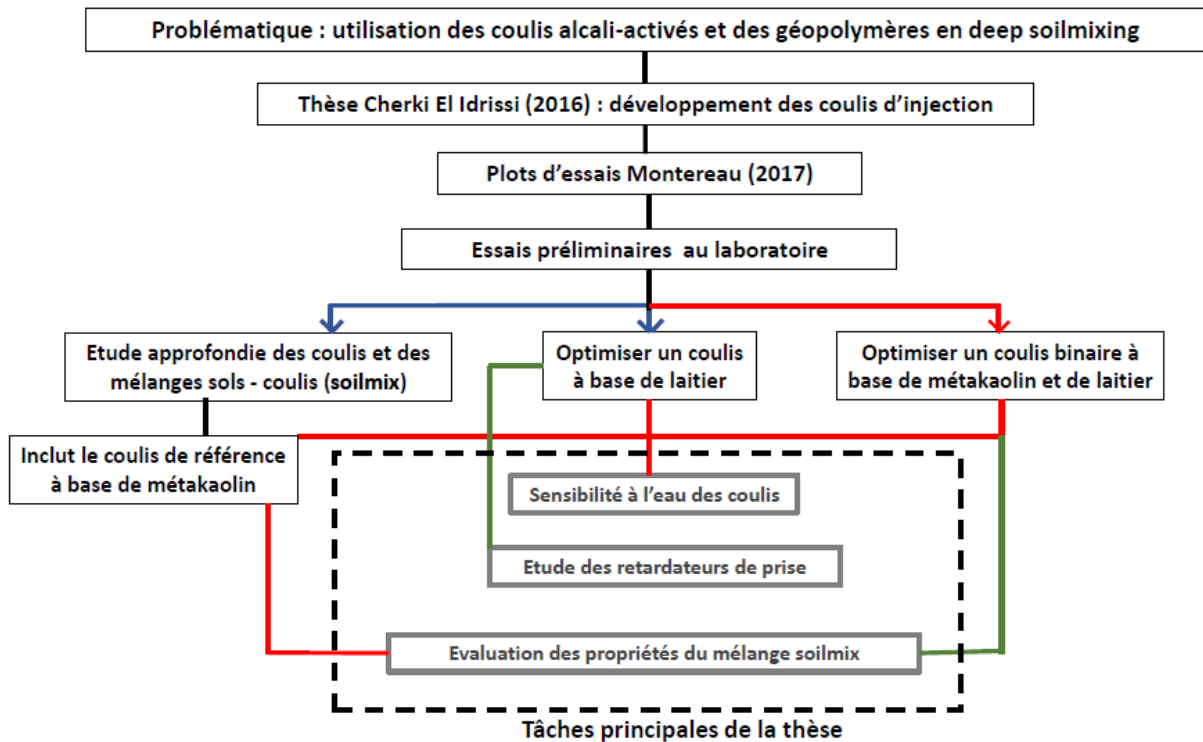 Problématique : utilisation des coulis alcali-activés et des géopolymères en deep soilmixing
Thèse Cherki El Idrissi (2016) : développement des coulis d'injection
Plots d'essais Montereau (2017)
Essais préliminaires au laboratoire
Etude approfondie des coulis et des
mélanges sols - coulis (soilmix)
Optimiser un coulis
à base de laitier
Optimiser un coulis binaire à
base de métakaolin et de laitier
Inclut le coulis de référence
à base de métakaolin
Sensibilité à l'eau des coulis
Etude des retardateurs de prise
Evaluation des propriétés du mélange soilmix
Tâches principales de la thèse